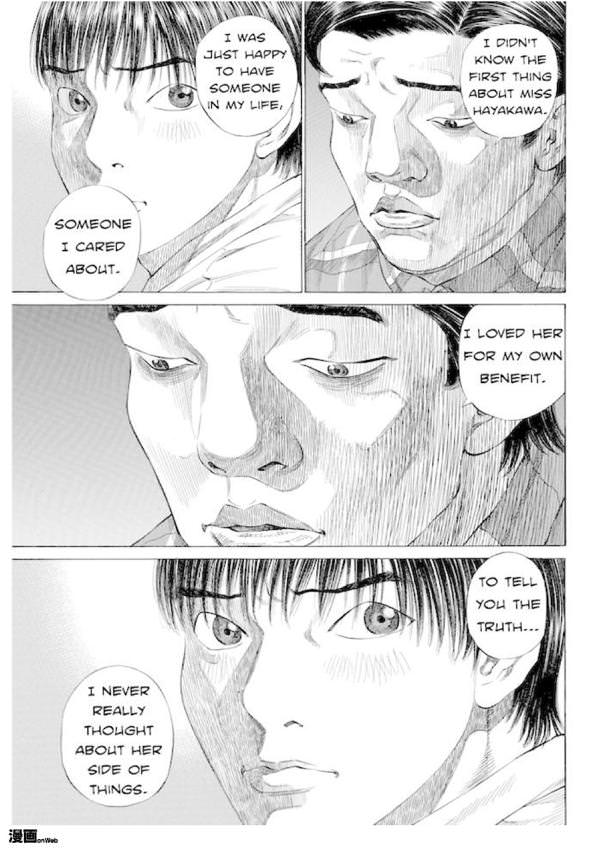 I DIDN'T
KNOW THE
FIRST THING
ABOUT MISS
HAYAKAWA.
I WAS
JUST HAPPY
TO HAVE
SOMEONE
IN MY LIFE,
SOMEONE
I CARED
ABOUT.
I LOVED HER
FOR MY OWN
BENEFIT.
TO TELL
YOU THE
TRUTH...
I NEVER
REALLY
THOUGHT
ABOUT HER
SIDE OF
THINGS.
漫画onWeb